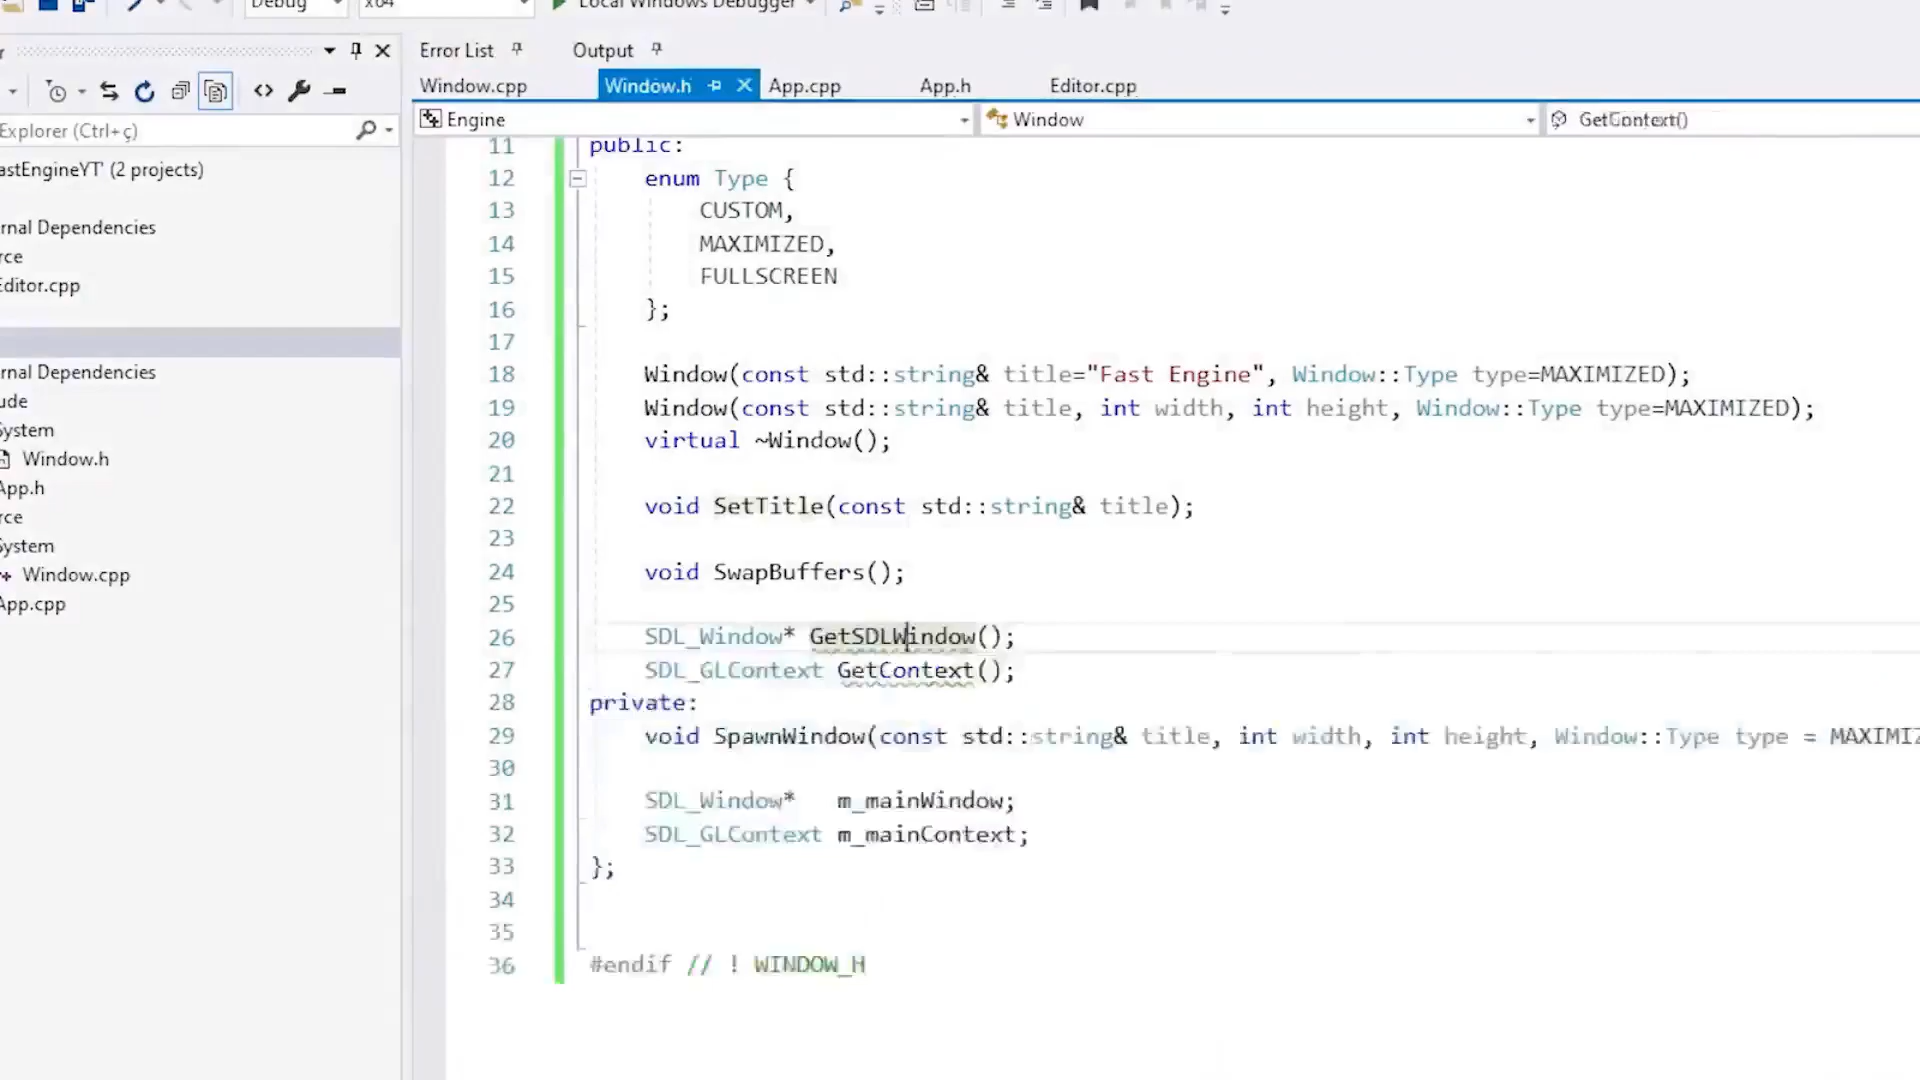 Debug x64 Local Windows Debugger
Error List Output
Window.cpp Window.h App.cpp App.h Editor.cpp
Engine Window GetContext()
Explorer (Ctrl+ç)
astEngineYT' (2 projects)
rnal Dependencies
rce
Editor.cpp
rnal Dependencies
ude
System
Window.h
App.h
rce
System
Window.cpp
App.cpp
11 public:
12 enum Type {
13 CUSTOM,
14 MAXIMIZED,
15 FULLSCREEN
16 };
17
18 Window(const std::string& title="Fast Engine", Window::Type type=MAXIMIZED);
19 Window(const std::string& title, int width, int height, Window::Type type=MAXIMIZED);
20 virtual ~Window();
21
22 void SetTitle(const std::string& title);
23
24 void SwapBuffers();
25
26 SDL_Window* GetSDLWindow();
27 SDL_GLContext GetContext();
28 private:
29 void SpawnWindow(const std::string& title, int width, int height, Window::Type type = MAXIMIZ
30
31 SDL_Window* m_mainWindow;
32 SDL_GLContext m_mainContext;
33 };
34
35
36 #endif // ! WINDOW_H